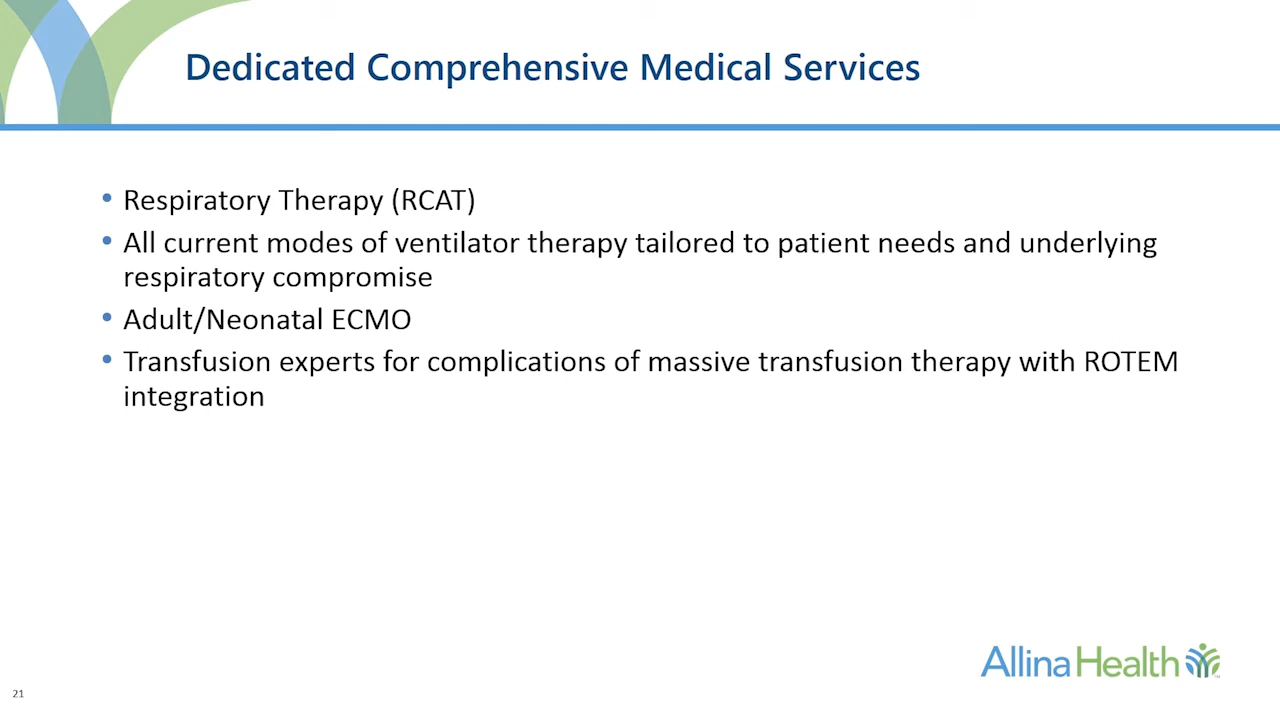 Dedicated Comprehensive Medical Services
• Respiratory Therapy (RCAT)
• All current modes of ventilator therapy tailored to patient needs and underlying
respiratory compromise
• Adult/Neonatal ECMO
• Transfusion experts for complications of massive transfusion therapy with ROTEM
integration
AllinaHealth
21